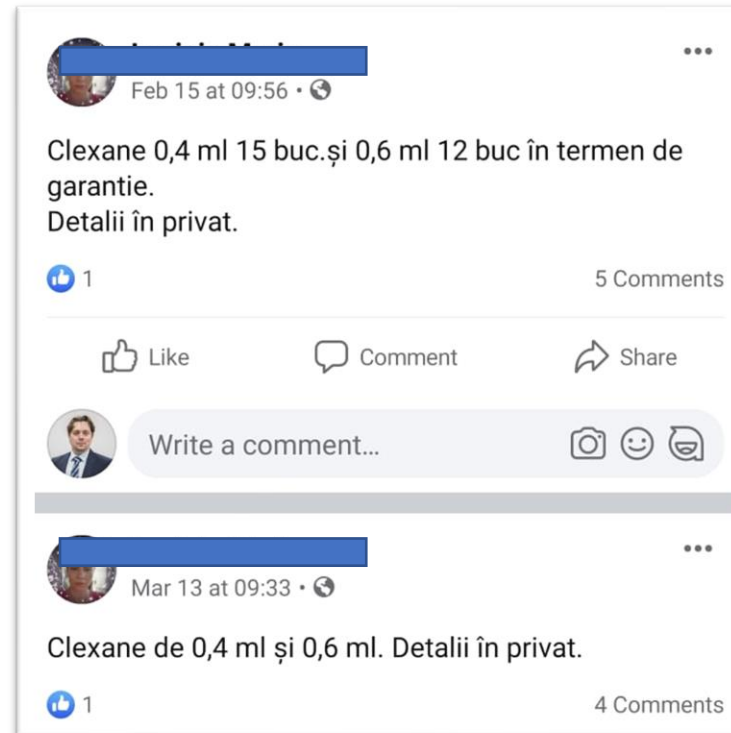 Feb 15 at 09:56 •
Clexane 0,4 ml 15 buc.și 0,6 ml 12 buc în termen de
garantie.
Detalii în privat.
1
5 Comments
Like
Comment
Share
Write a comment...
Mar 13 at 09:33 •
Clexane de 0,4 ml și 0,6 ml. Detalii în privat.
1
4 Comments